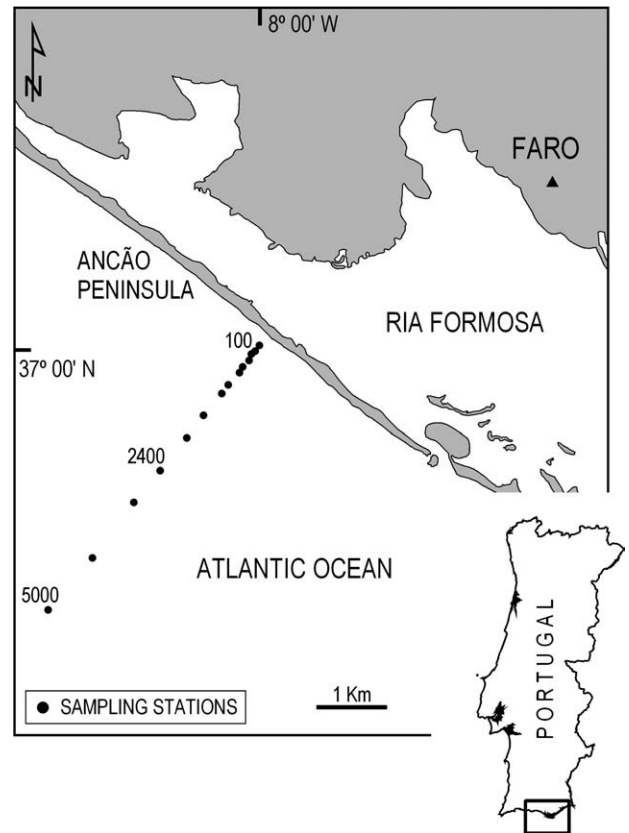 8º 00' W
N
FARO
ANCÃO
PENINSULA
RIA FORMOSA
100
37º 00' N
2400
ATLANTIC OCEAN
5000
SAMPLING STATIONS
1 Km
PORTUGAL